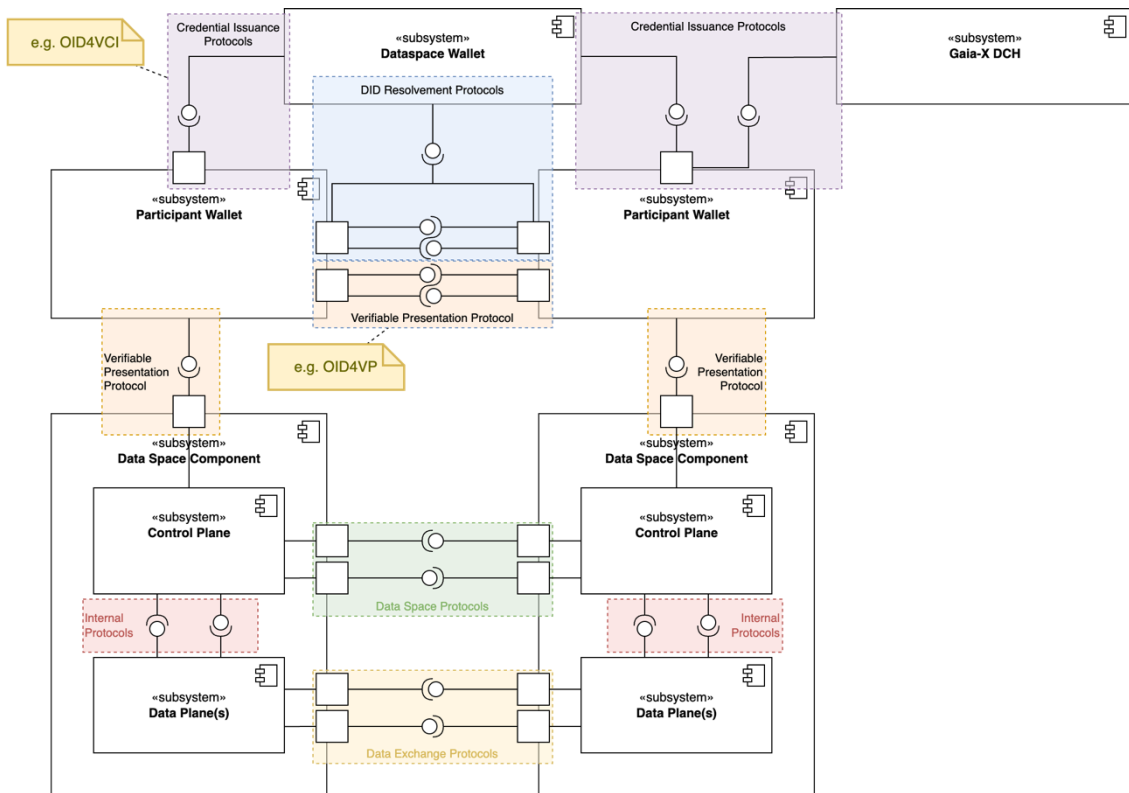 e.g. OID4VCI
Credential Issuance
Protocols
«subsystem»
Dataspace Wallet
Credential Issuance Protocols
«subsystem»
Gaia-X DCH
DID Resolvement Protocols
«subsystem»
Participant Wallet
«subsystem»
Participant Wallet
Verifiable Presentation Protocol
e.g. OID4VP
Verifiable
Presentation
Protocol
Verifiable
Presentation
Protocol
«subsystem»
Data Space Component
«subsystem»
Data Space Component
«subsystem»
Control Plane
«subsystem»
Control Plane
Data Space Protocols
Internal
Protocols
Internal
Protocols
«subsystem»
Data Plane(s)
«subsystem»
Data Plane(s)
Data Exchange Protocols